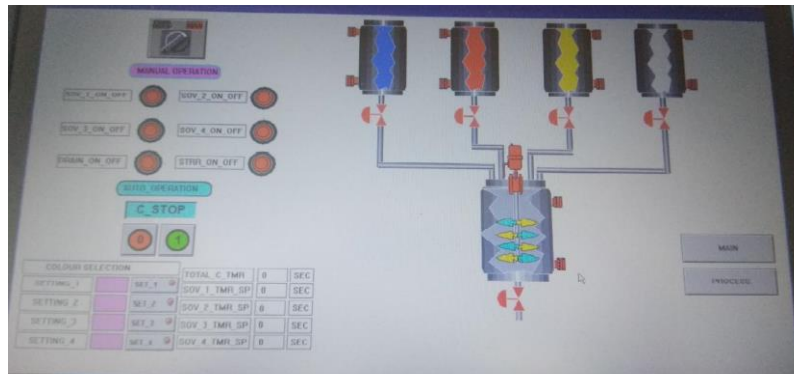 MANUAL OPERATION
SOV_1_ON_OFF SOV_2_ON_OFF
SOV_3_ON_OFF SOV_4_ON_OFF
DRAIN_ON_OFF STRR_ON_OFF
AUTO_OPERATION
C_STOP
0 1
COLOUR SELECTION
TOTAL_C_TMR 0 SEC
SETTING_1 SET_1 SOV_1_TMR_SP 0 SEC
SETTING_2 SET_2 SOV_2_TMR_SP 0 SEC
SETTING_3 SET_3 SOV_3_TMR_SP 0 SEC
SETTING_4 SET_4 SOV_4_TMR_SP 0 SEC
MAIN
PROCESS